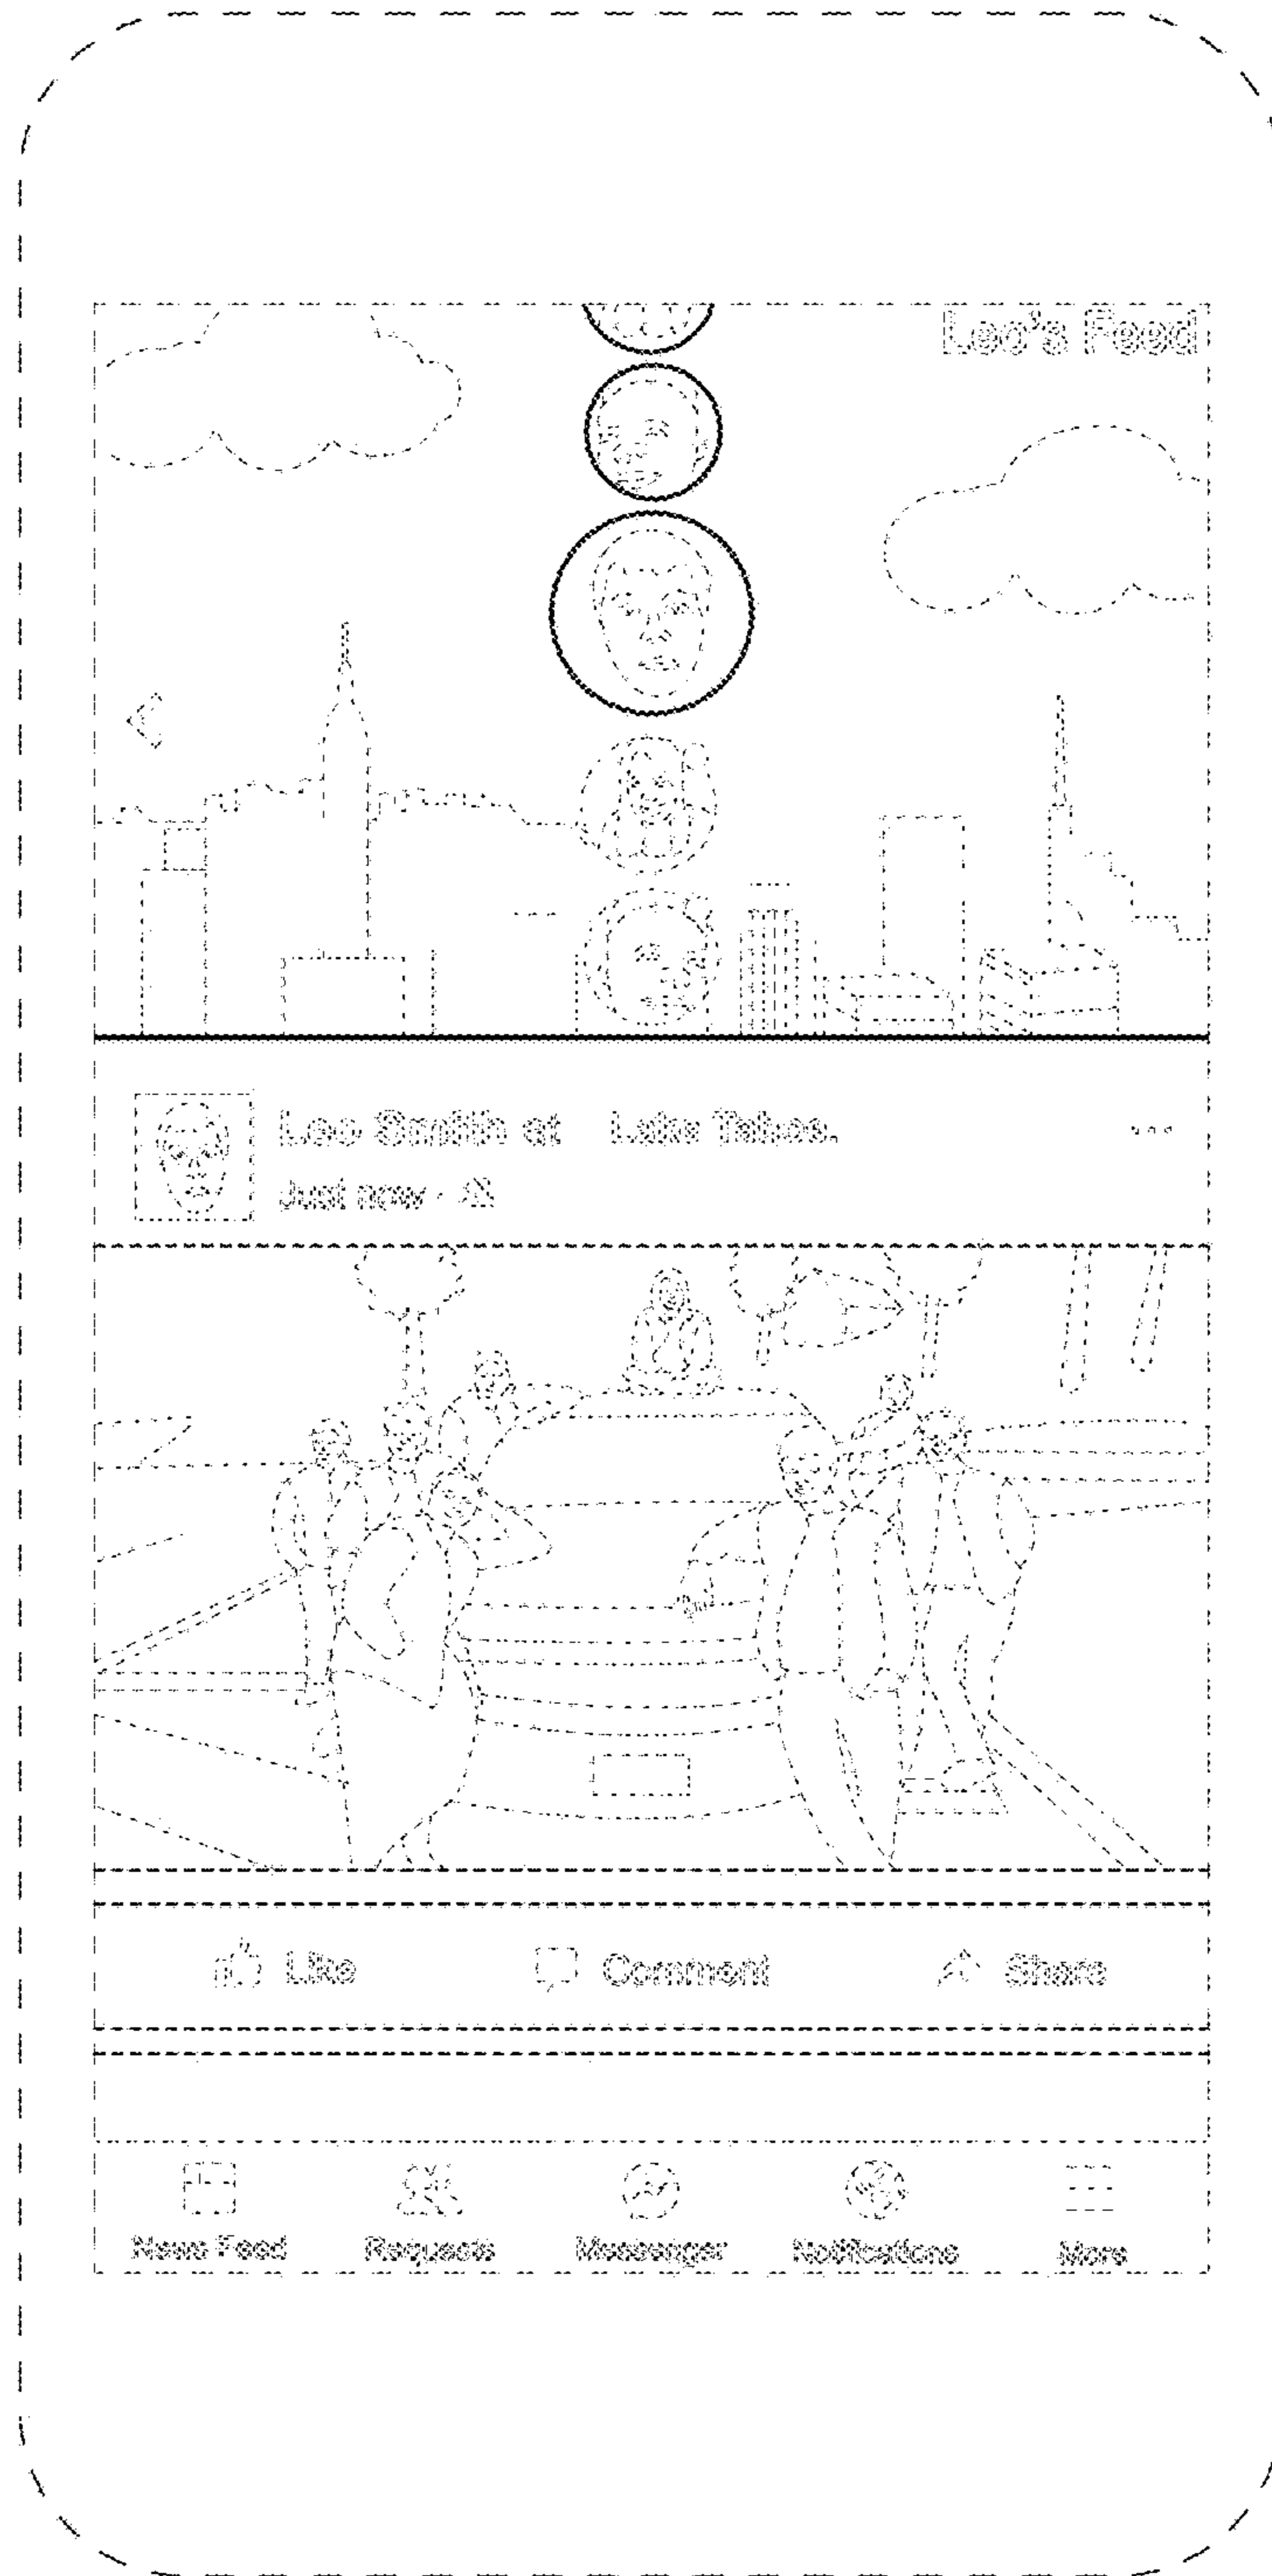 Leo's Feed
Leo Smith at Lake Tahoe.
Just now ·
Like Comment Share
News Feed Requests Messenger Notifications More